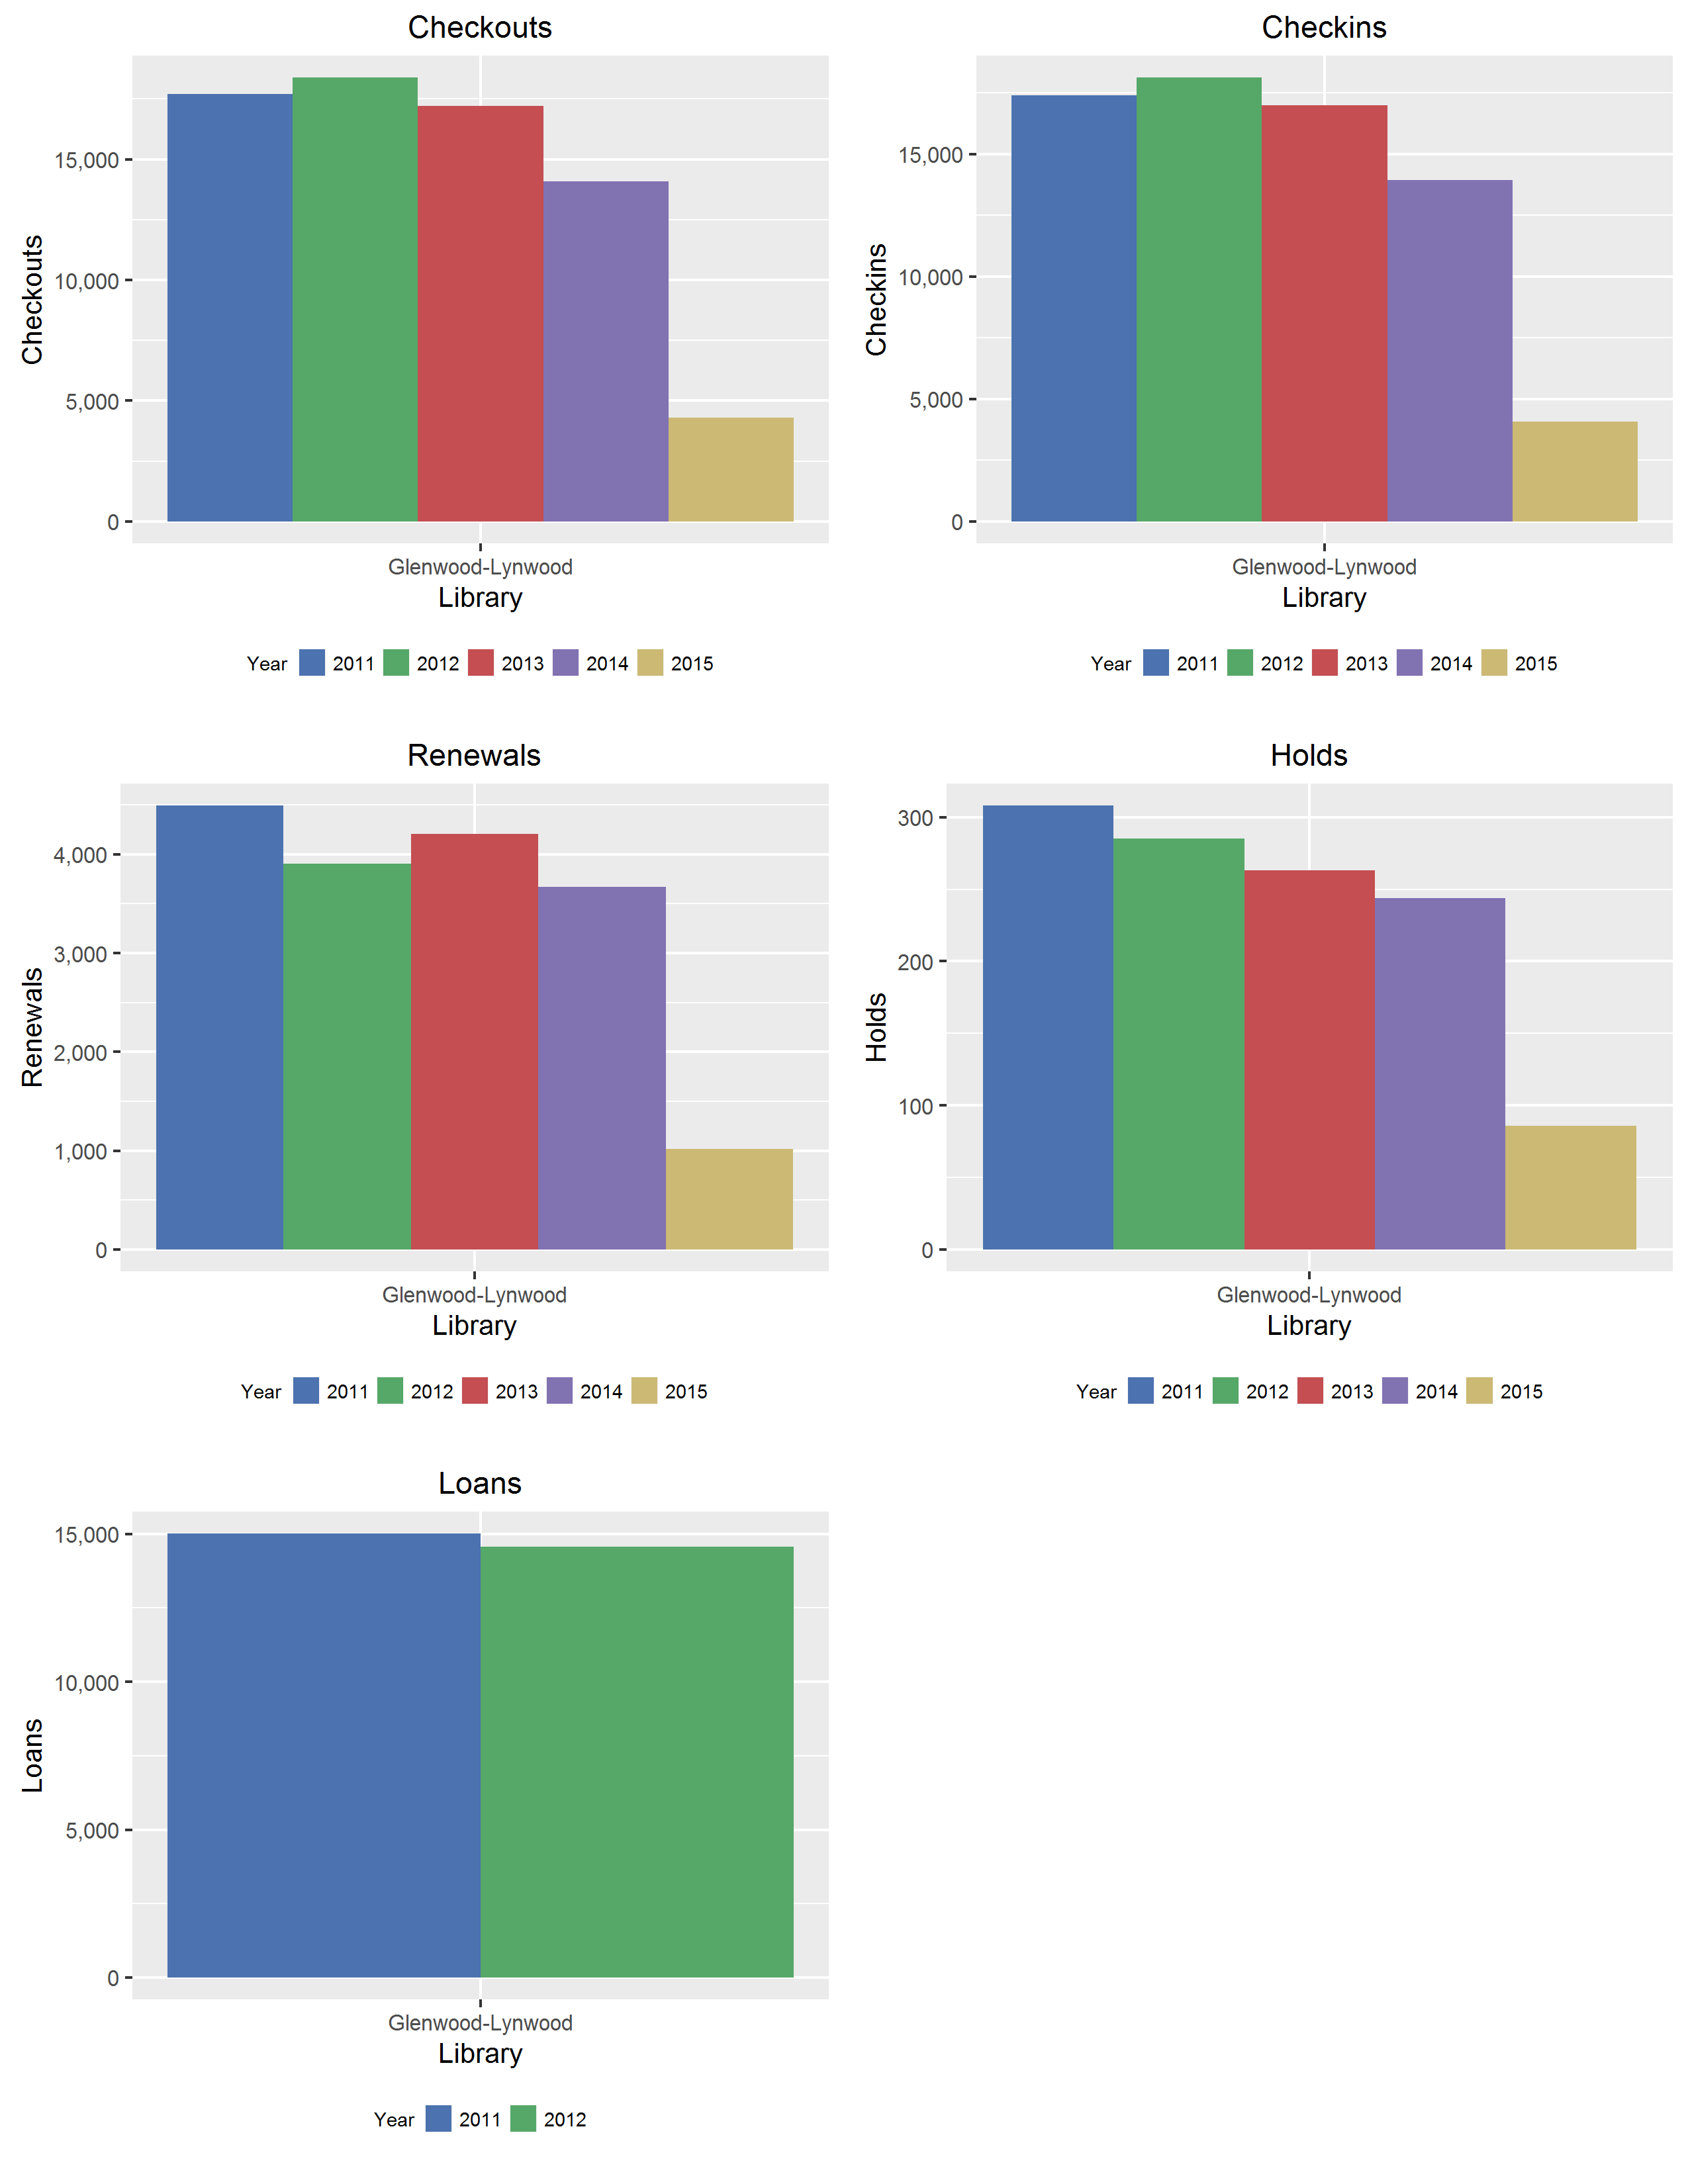 Checkouts
Checkouts
15,000
10,000
5,000
0
Glenwood-Lynwood
Library
Year 2011 2012 2013 2014 2015
Checkins
Checkins
15,000
10,000
5,000
0
Glenwood-Lynwood
Library
Year 2011 2012 2013 2014 2015
Renewals
Renewals
4,000
3,000
2,000
1,000
0
Glenwood-Lynwood
Library
Year 2011 2012 2013 2014 2015
Holds
Holds
300
200
100
0
Glenwood-Lynwood
Library
Year 2011 2012 2013 2014 2015
Loans
Loans
15,000
10,000
5,000
0
Glenwood-Lynwood
Library
Year 2011 2012